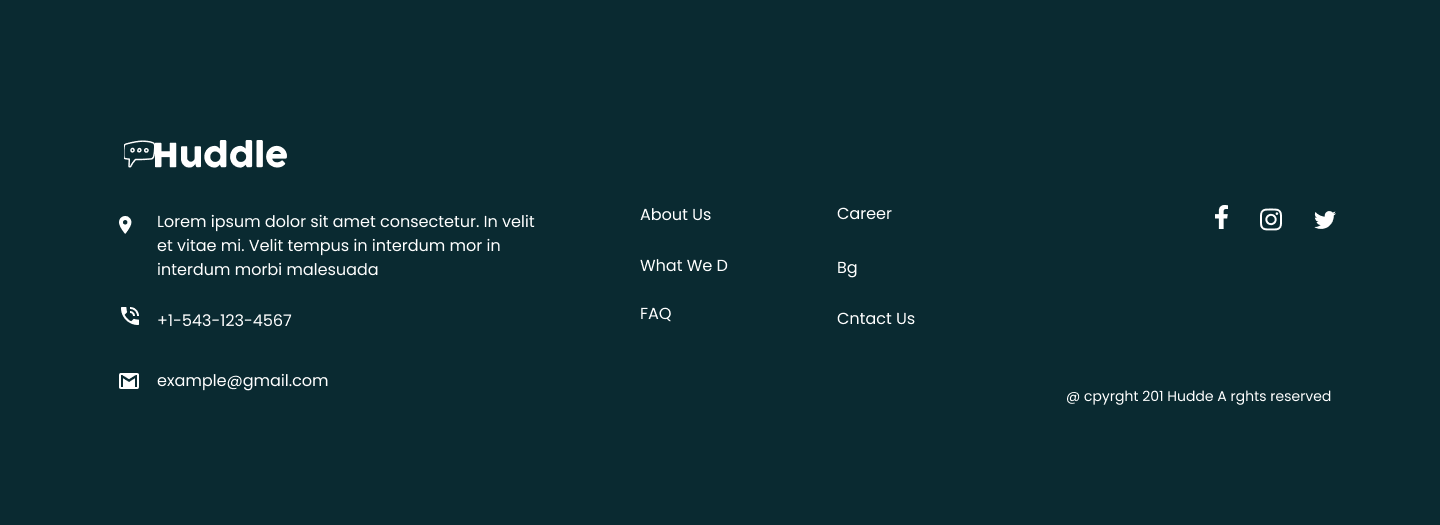 Huddle
Lorem ipsum dolor sit amet consectetur. In velit
et vitae mi. Velit tempus in interdum mor in
interdum morbi malesuada
+1-543-123-4567
example@gmail.com
About Us
What We D
FAQ
Career
Bg
Cntact Us
@ cpyrght 201 Hudde A rghts reserved